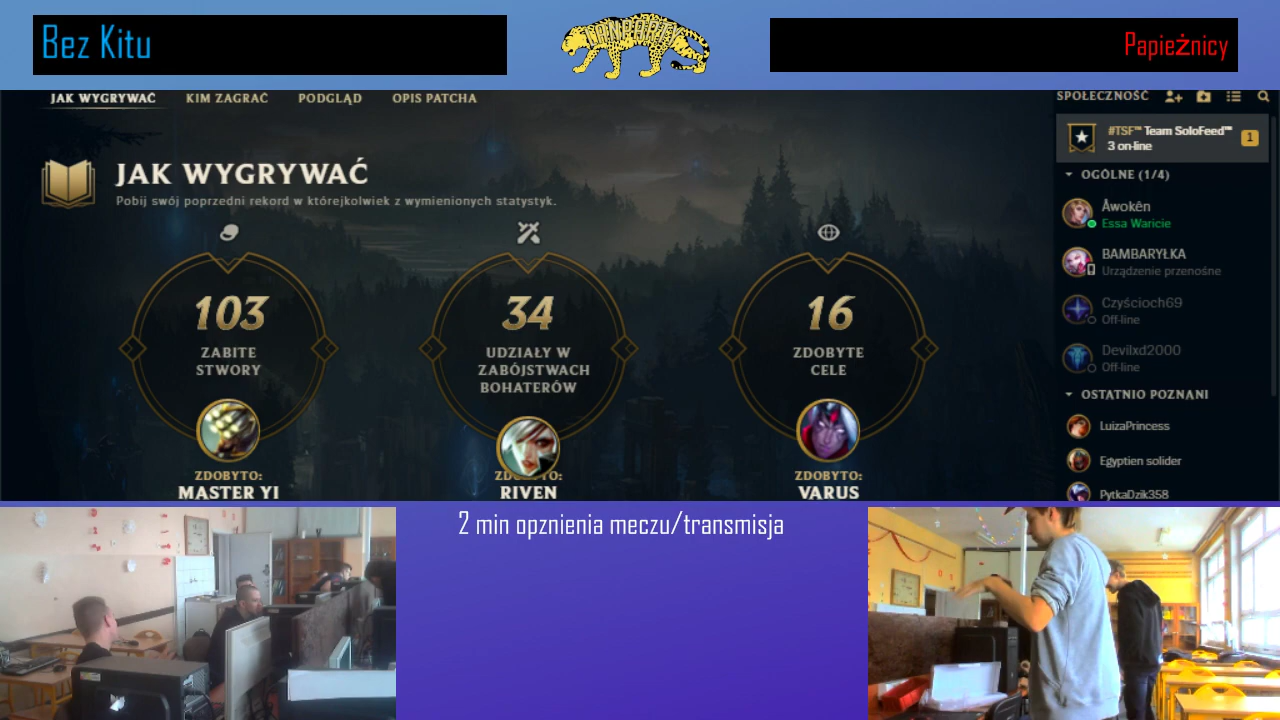 Bez Kitu
LANPARTY
Papieżnicy
JAK WYGRYWAĆ
KIM ZAGRAĆ
PODGLĄD
OPIS PATCHA
SPOŁECZNOŚĆ
#TSF™ Team SoloFeed™
3 on-line
1
JAK WYGRYWAĆ
Pobij swój poprzedni rekord w którejkolwiek z wymienionych statystyk.
103
ZABITE
STWORY
ZDOBYTO:
MASTER YI
34
UDZIAŁY W
ZABÓJSTWACH
BOHATERÓW
RIVEN
16
ZDOBYTE
CELE
ZDOBYTO:
VARUS
OGÓLNE (1/4)
Åwokên
Essa Waricie
BAMBARYŁKA
Urządzenie przenośne
Czyścioch69
Off-line
Devilxd2000
Off-line
OSTATNIO POZNANI
LuizaPrincess
Egyptien solider
PytkaDzik358
2 min opznienia meczu/transmisja